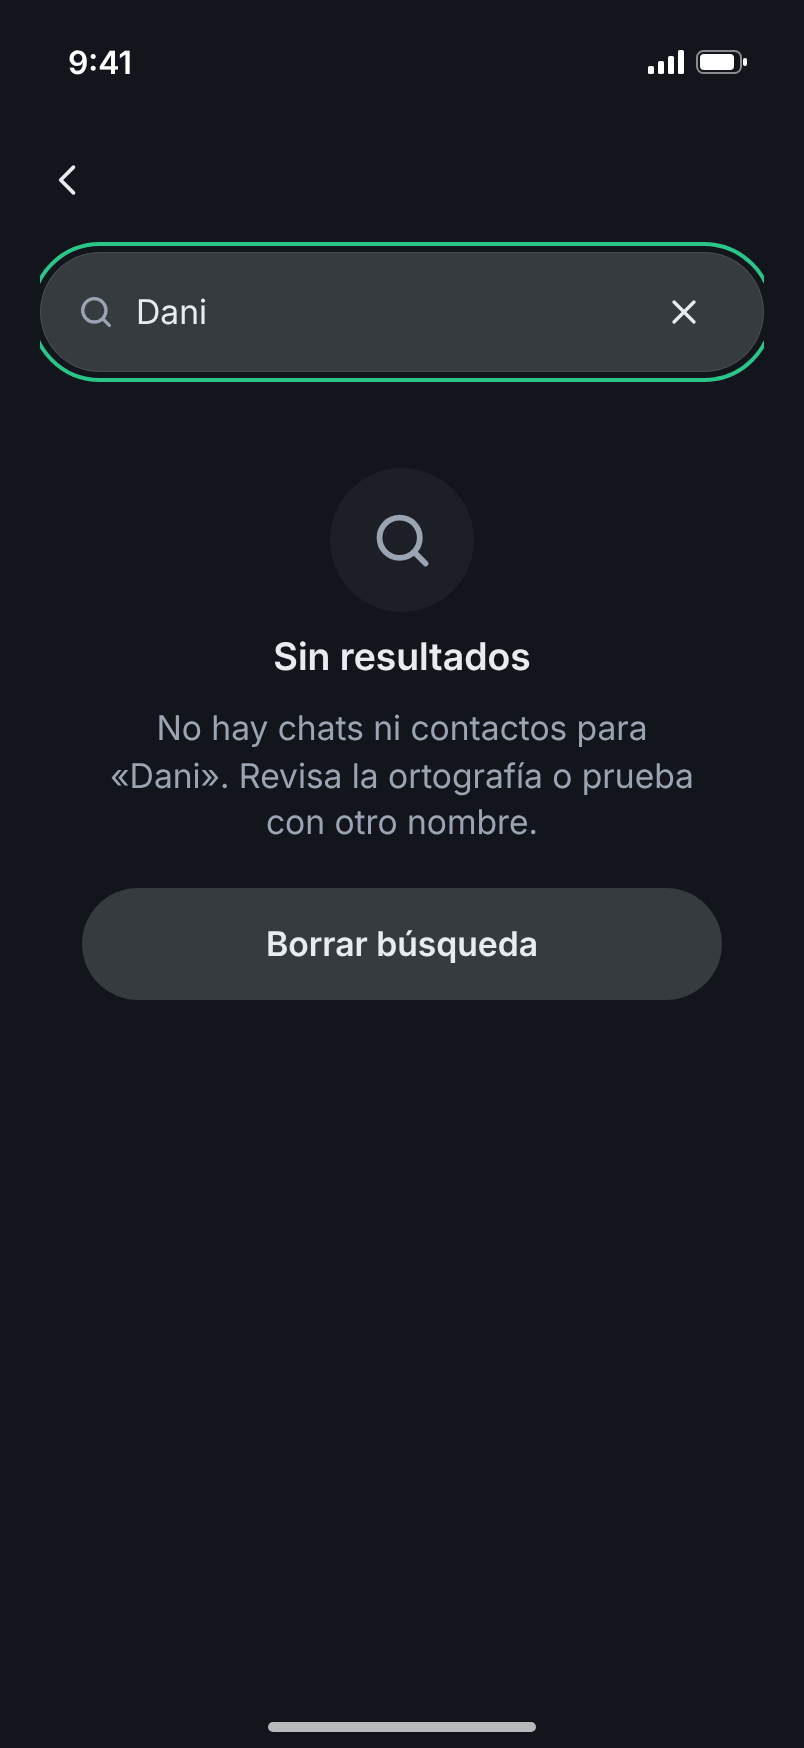 9:41
Dani
Sin resultados
No hay chats ni contactos para
«Dani». Revisa la ortografía o prueba
con otro nombre.
Borrar búsqueda